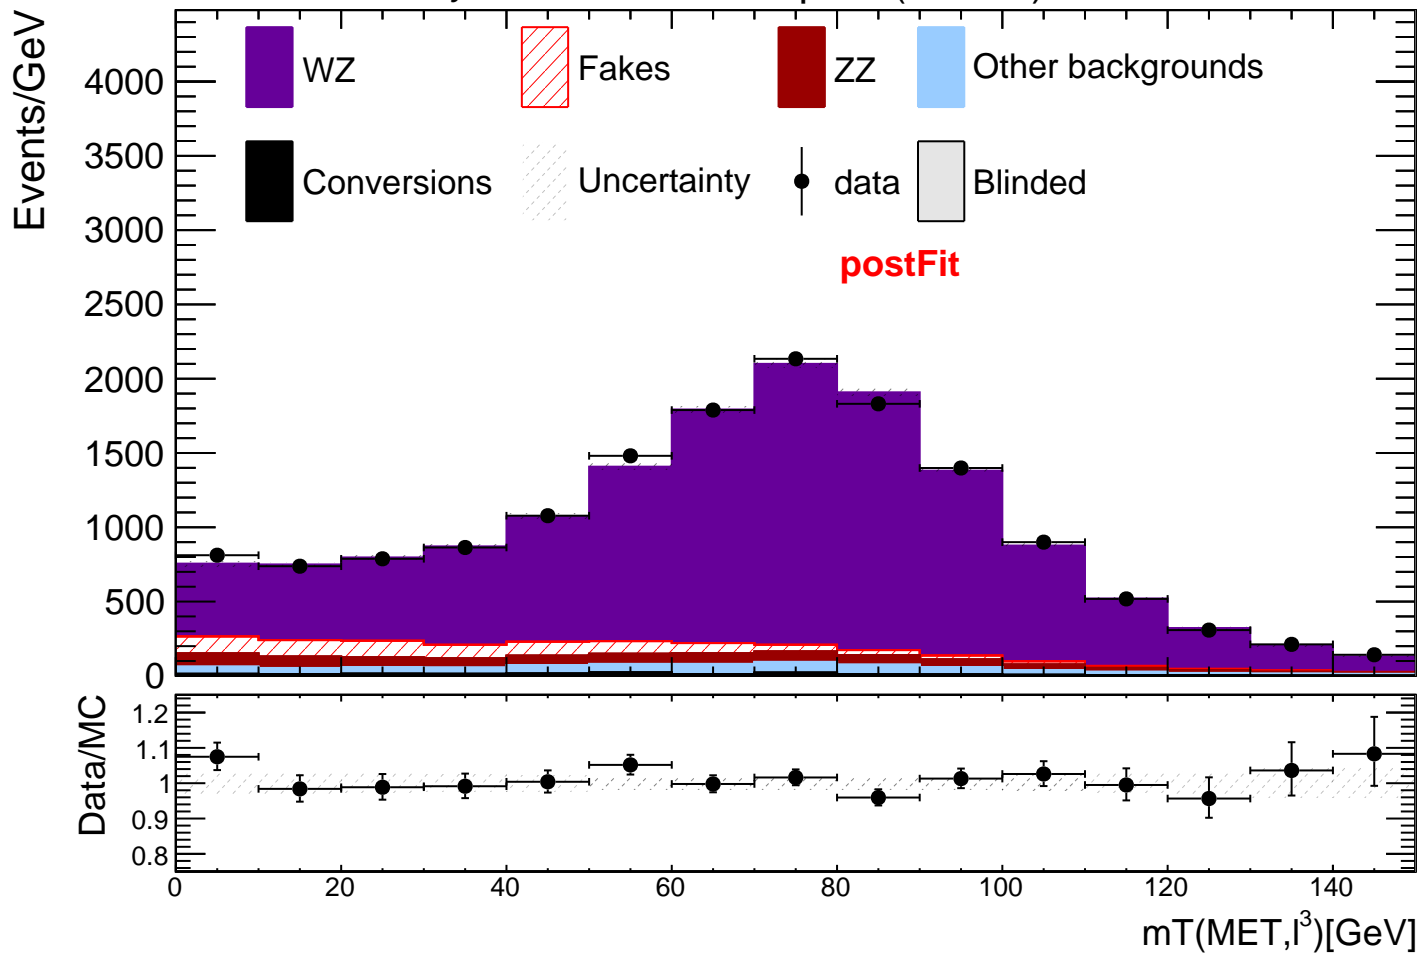 Events/GeV
4000
3500
3000
2500
2000
1500
1000
500
0
WZ
Fakes
ZZ
Other backgrounds
Conversions
Uncertainty
data
Blinded
postFit
Data/MC
1.2
1.1
1
0.9
0.8
0 20 40 60 80 100 120 140
mT(MET,l³)[GeV]